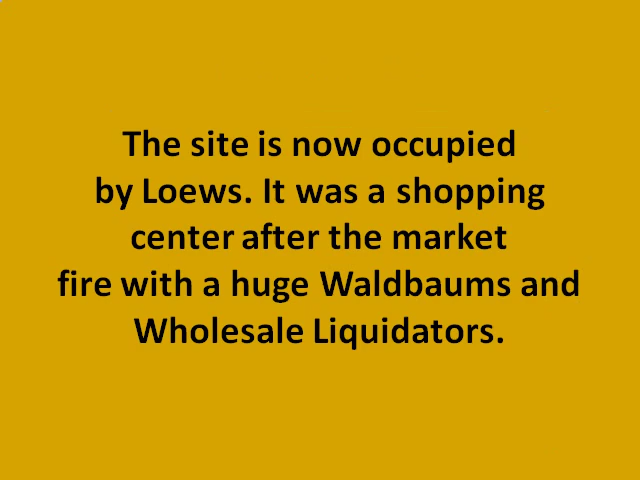 The site is now occupied
by Loews. It was a shopping
center after the market
fire with a huge Waldbaums and
Wholesale Liquidators.